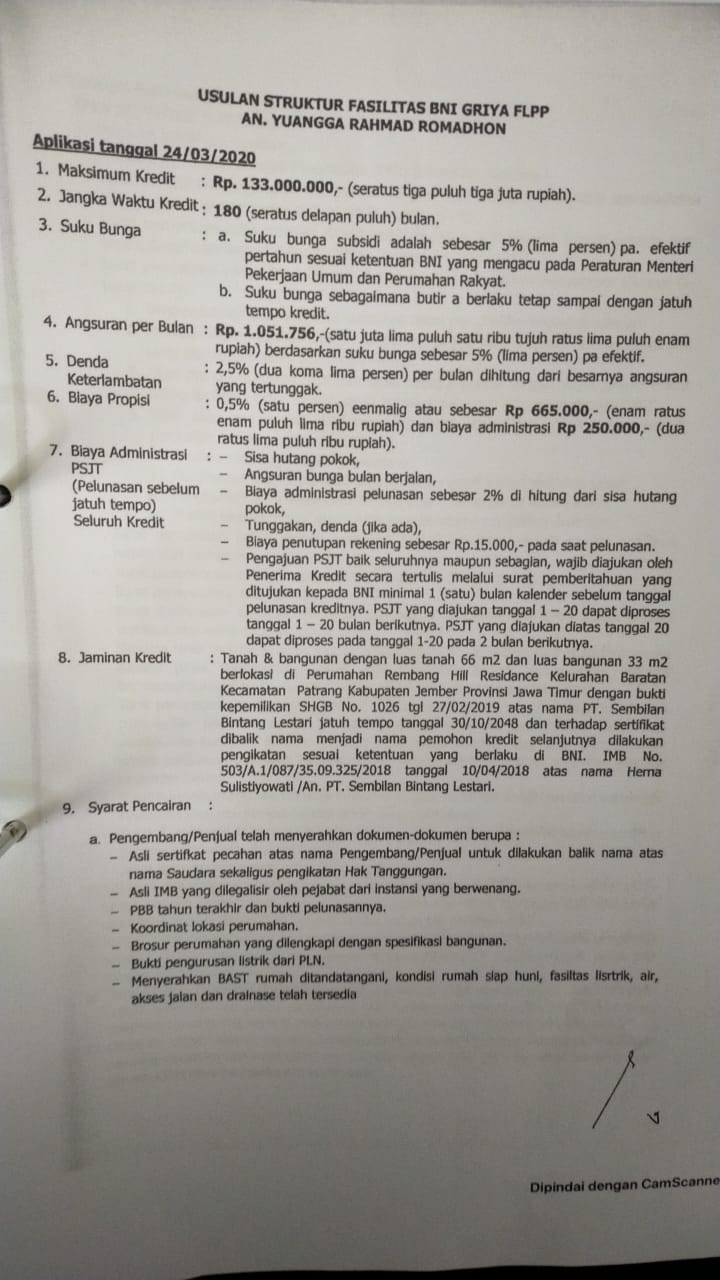 USULAN STRUKTUR FASILITAS BNI GRIYA FLPP
AN. YUANGGA RAHMAD ROMADHON
Aplikasi tanggal 24/03/2020
1. Maksimum Kredit : Rp. 133.000.000,- (seratus tiga puluh tiga juta rupiah).
2. Jangka Waktu Kredit : 180 (seratus delapan puluh) bulan.
3. Suku Bunga : a. Suku bunga subsidi adalah sebesar 5% (lima persen) pa. efektif
pertahun sesuai ketentuan BNI yang mengacu pada Peraturan Menteri
Pekerjaan Umum dan Perumahan Rakyat.
b. Suku bunga sebagaimana butir a berlaku tetap sampai dengan jatuh
tempo kredit.
4. Angsuran per Bulan : Rp. 1.051.756,-(satu juta lima puluh satu ribu tujuh ratus lima puluh enam
rupiah) berdasarkan suku bunga sebesar 5% (lima persen) pa efektif.
5. Denda : 2,5% (dua koma lima persen) per bulan dihitung dari besarnya angsuran
Keterlambatan yang tertunggak.
6. Biaya Propisi : 0,5% (satu persen) eenmalig atau sebesar Rp 665.000,- (enam ratus
enam puluh lima ribu rupiah) dan biaya administrasi Rp 250.000,- (dua
ratus lima puluh ribu rupiah).
7. Biaya Administrasi : – Sisa hutang pokok,
PSJT – Angsuran bunga bulan berjalan,
(Pelunasan sebelum – Biaya administrasi pelunasan sebesar 2% di hitung dari sisa hutang
jatuh tempo) pokok,
Seluruh Kredit – Tunggakan, denda (jika ada),
– Biaya penutupan rekening sebesar Rp.15.000,- pada saat pelunasan.
– Pengajuan PSJT baik seluruhnya maupun sebagian, wajib diajukan oleh
Penerima Kredit secara tertulis melalui surat pemberitahuan yang
ditujukan kepada BNI minimal 1 (satu) bulan kalender sebelum tanggal
pelunasan kreditnya. PSJT yang diajukan tanggal 1 – 20 dapat diproses
tanggal 1 – 20 bulan berikutnya. PSJT yang diajukan diatas tanggal 20
dapat diproses pada tanggal 1-20 pada 2 bulan berikutnya.
8. Jaminan Kredit : Tanah & bangunan dengan luas tanah 66 m2 dan luas bangunan 33 m2
berlokasi di Perumahan Rembang Hill Residance Kelurahan Baratan
Kecamatan Patrang Kabupaten Jember Provinsi Jawa Timur dengan bukti
kepemilikan SHGB No. 1026 tgl 27/02/2019 atas nama PT. Sembilan
Bintang Lestari jatuh tempo tanggal 30/10/2048 dan terhadap sertifikat
dibalik nama menjadi nama pemohon kredit selanjutnya dilakukan
pengikatan sesuai ketentuan yang berlaku di BNI. IMB No.
503/A.1/087/35.09.325/2018 tanggal 10/04/2018 atas nama Herna
Sulistiyowati /An. PT. Sembilan Bintang Lestari.
9. Syarat Pencairan :
a. Pengembang/Penjual telah menyerahkan dokumen-dokumen berupa :
– Asli sertifkat pecahan atas nama Pengembang/Penjual untuk dilakukan balik nama atas
nama Saudara sekaligus pengikatan Hak Tanggungan.
– Asli IMB yang dilegalisir oleh pejabat dari instansi yang berwenang.
– PBB tahun terakhir dan bukti pelunasannya.
– Koordinat lokasi perumahan.
– Brosur perumahan yang dilengkapi dengan spesifikasi bangunan.
– Bukti pengurusan listrik dari PLN.
– Menyerahkan BAST rumah ditandatangani, kondisi rumah siap huni, fasiltas lisrtrik, air,
akses jalan dan drainase telah tersedia
Dipindai dengan CamScanne